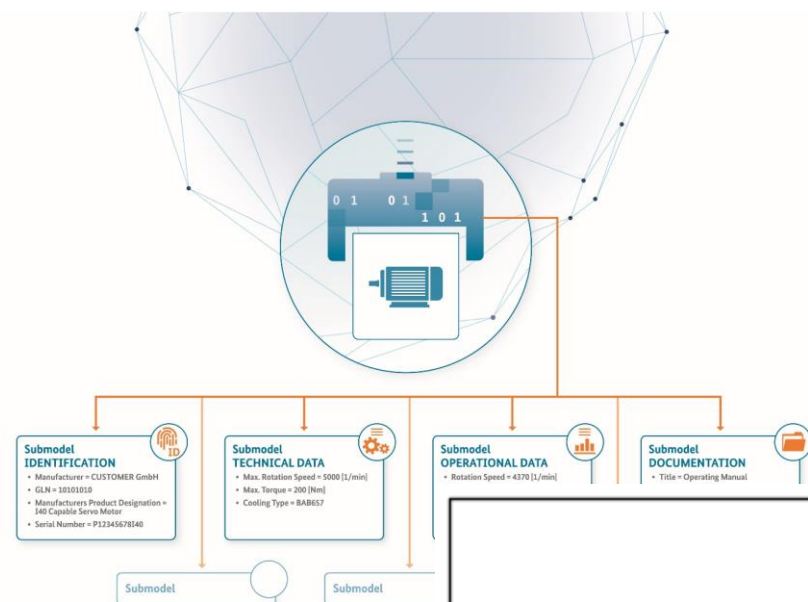 0 1 0 1
1 0 1
Submodel
IDENTIFICATION
ID
• Manufacturer = CUSTOMER GmbH
• GLN = 10101010
• Manufacturers Product Designation =
I40 Capable Servo Motor
• Serial Number = P12345678I40
Submodel
TECHNICAL DATA
• Max. Rotation Speed = 5000 [1/min]
• Max. Torque = 200 [Nm]
• Cooling Type = BAB657
Submodel
OPERATIONAL DATA
• Rotation Speed = 4370 [1/min]
Submodel
DOCUMENTATION
• Title = Operating Manual
Submodel
Submodel